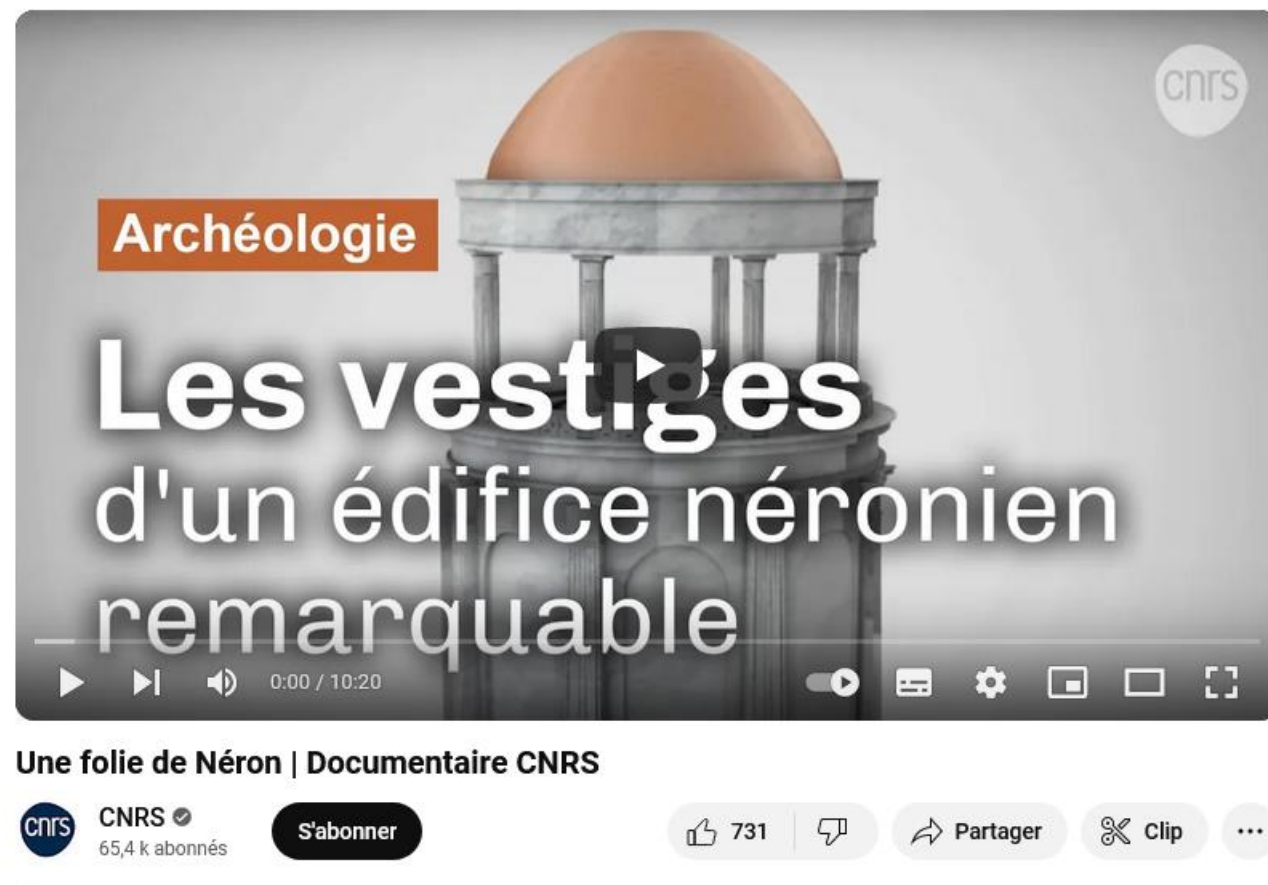 cnrs
Archéologie
Les vestiges
d'un édifice néronien
remarquable
0:00 / 10:20
Une folie de Néron | Documentaire CNRS
cnrs
CNRS
65,4 k abonnés
S'abonner
731
Partager
Clip